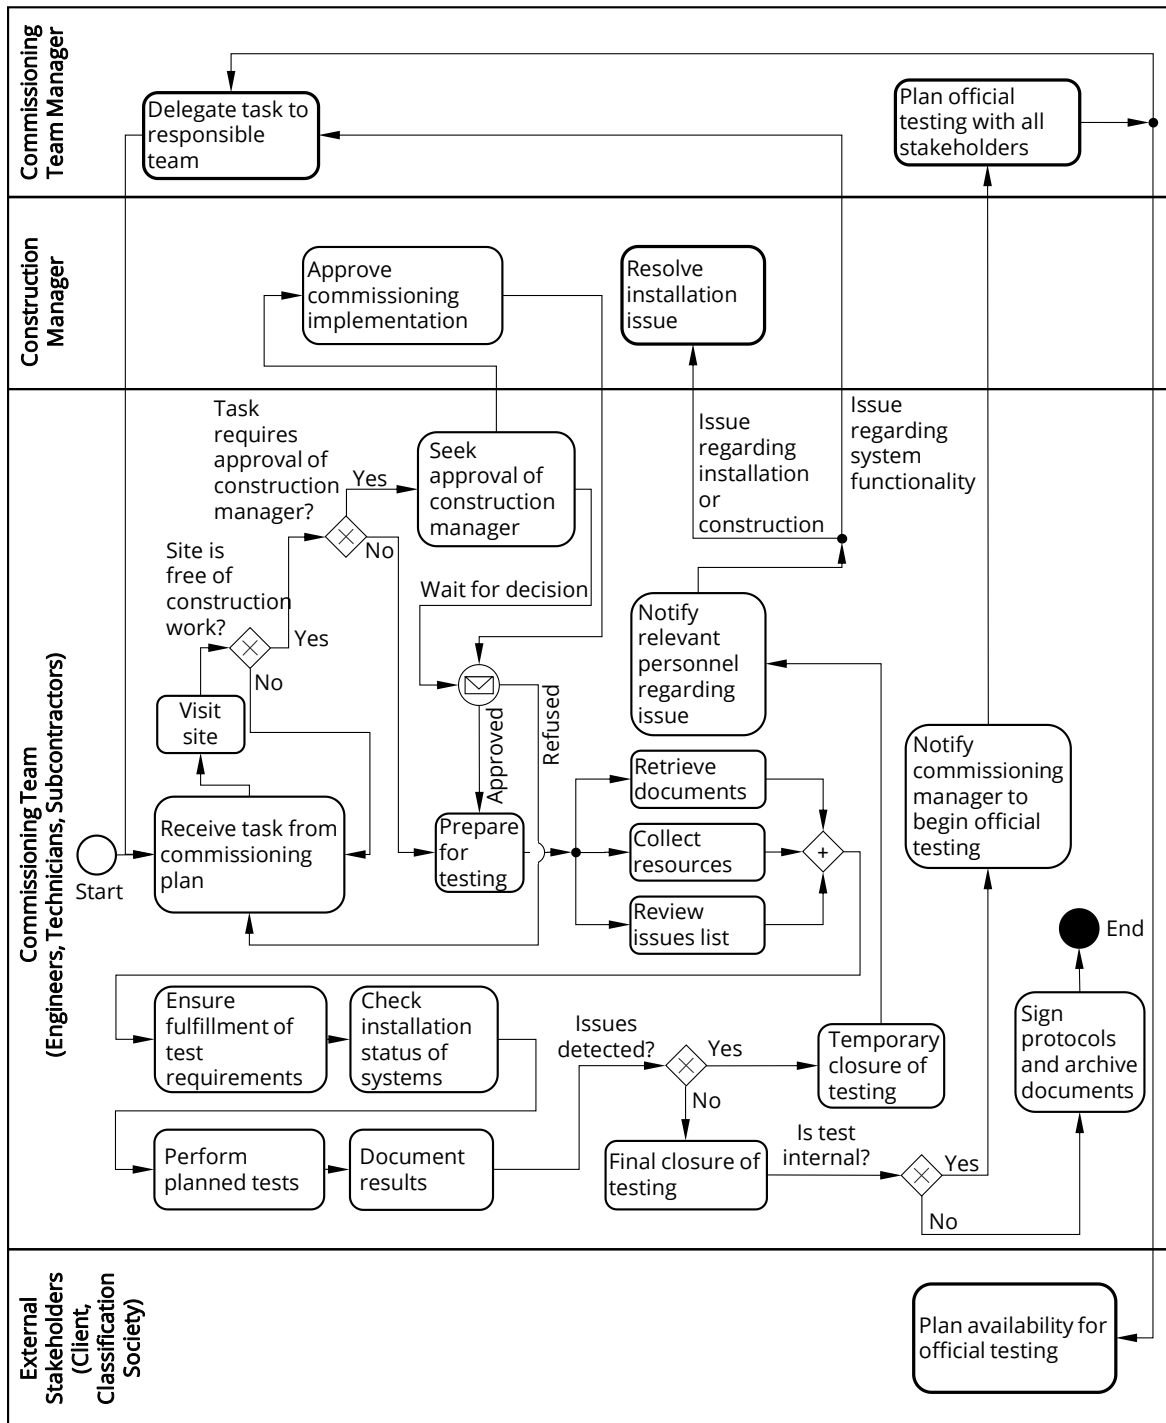 Commissioning
Team Manager
Delegate task to
responsible
team
Plan official
testing with all
stakeholders
Construction
Manager
Approve
commissioning
implementation
Resolve
installation
issue
Commissioning Team
(Engineers, Technicians, Subcontractors)
Task
requires
approval of
construction
manager?
Yes
No
Seek
approval of
construction
manager
Issue
regarding
installation
or
construction
Issue
regarding
system
functionality
Site is
free of
construction
work?
Yes
No
Wait for decision
Notify
relevant
personnel
regarding
issue
Visit
site
Approved
Refused
Start
Receive task from
commissioning
plan
Prepare
for
testing
Retrieve
documents
Collect
resources
Review
issues list
+
Notify
commissioning
manager to
begin official
testing
End
Ensure
fulfillment of
test
requirements
Check
installation
status of
systems
Issues
detected?
Yes
No
Temporary
closure of
testing
Sign
protocols
and archive
documents
Perform
planned tests
Document
results
Final closure of
testing
Is test
internal?
Yes
No
External
Stakeholders
(Client,
Classification
Society)
Plan availability for
official testing